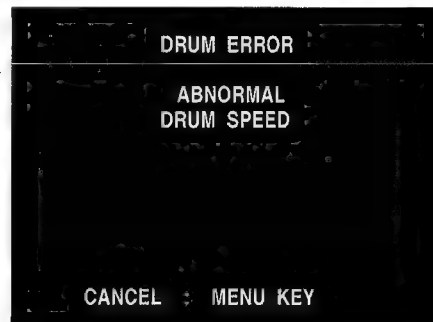 DRUM ERROR
ABNORMAL
DRUM SPEED
CANCEL : MENU KEY